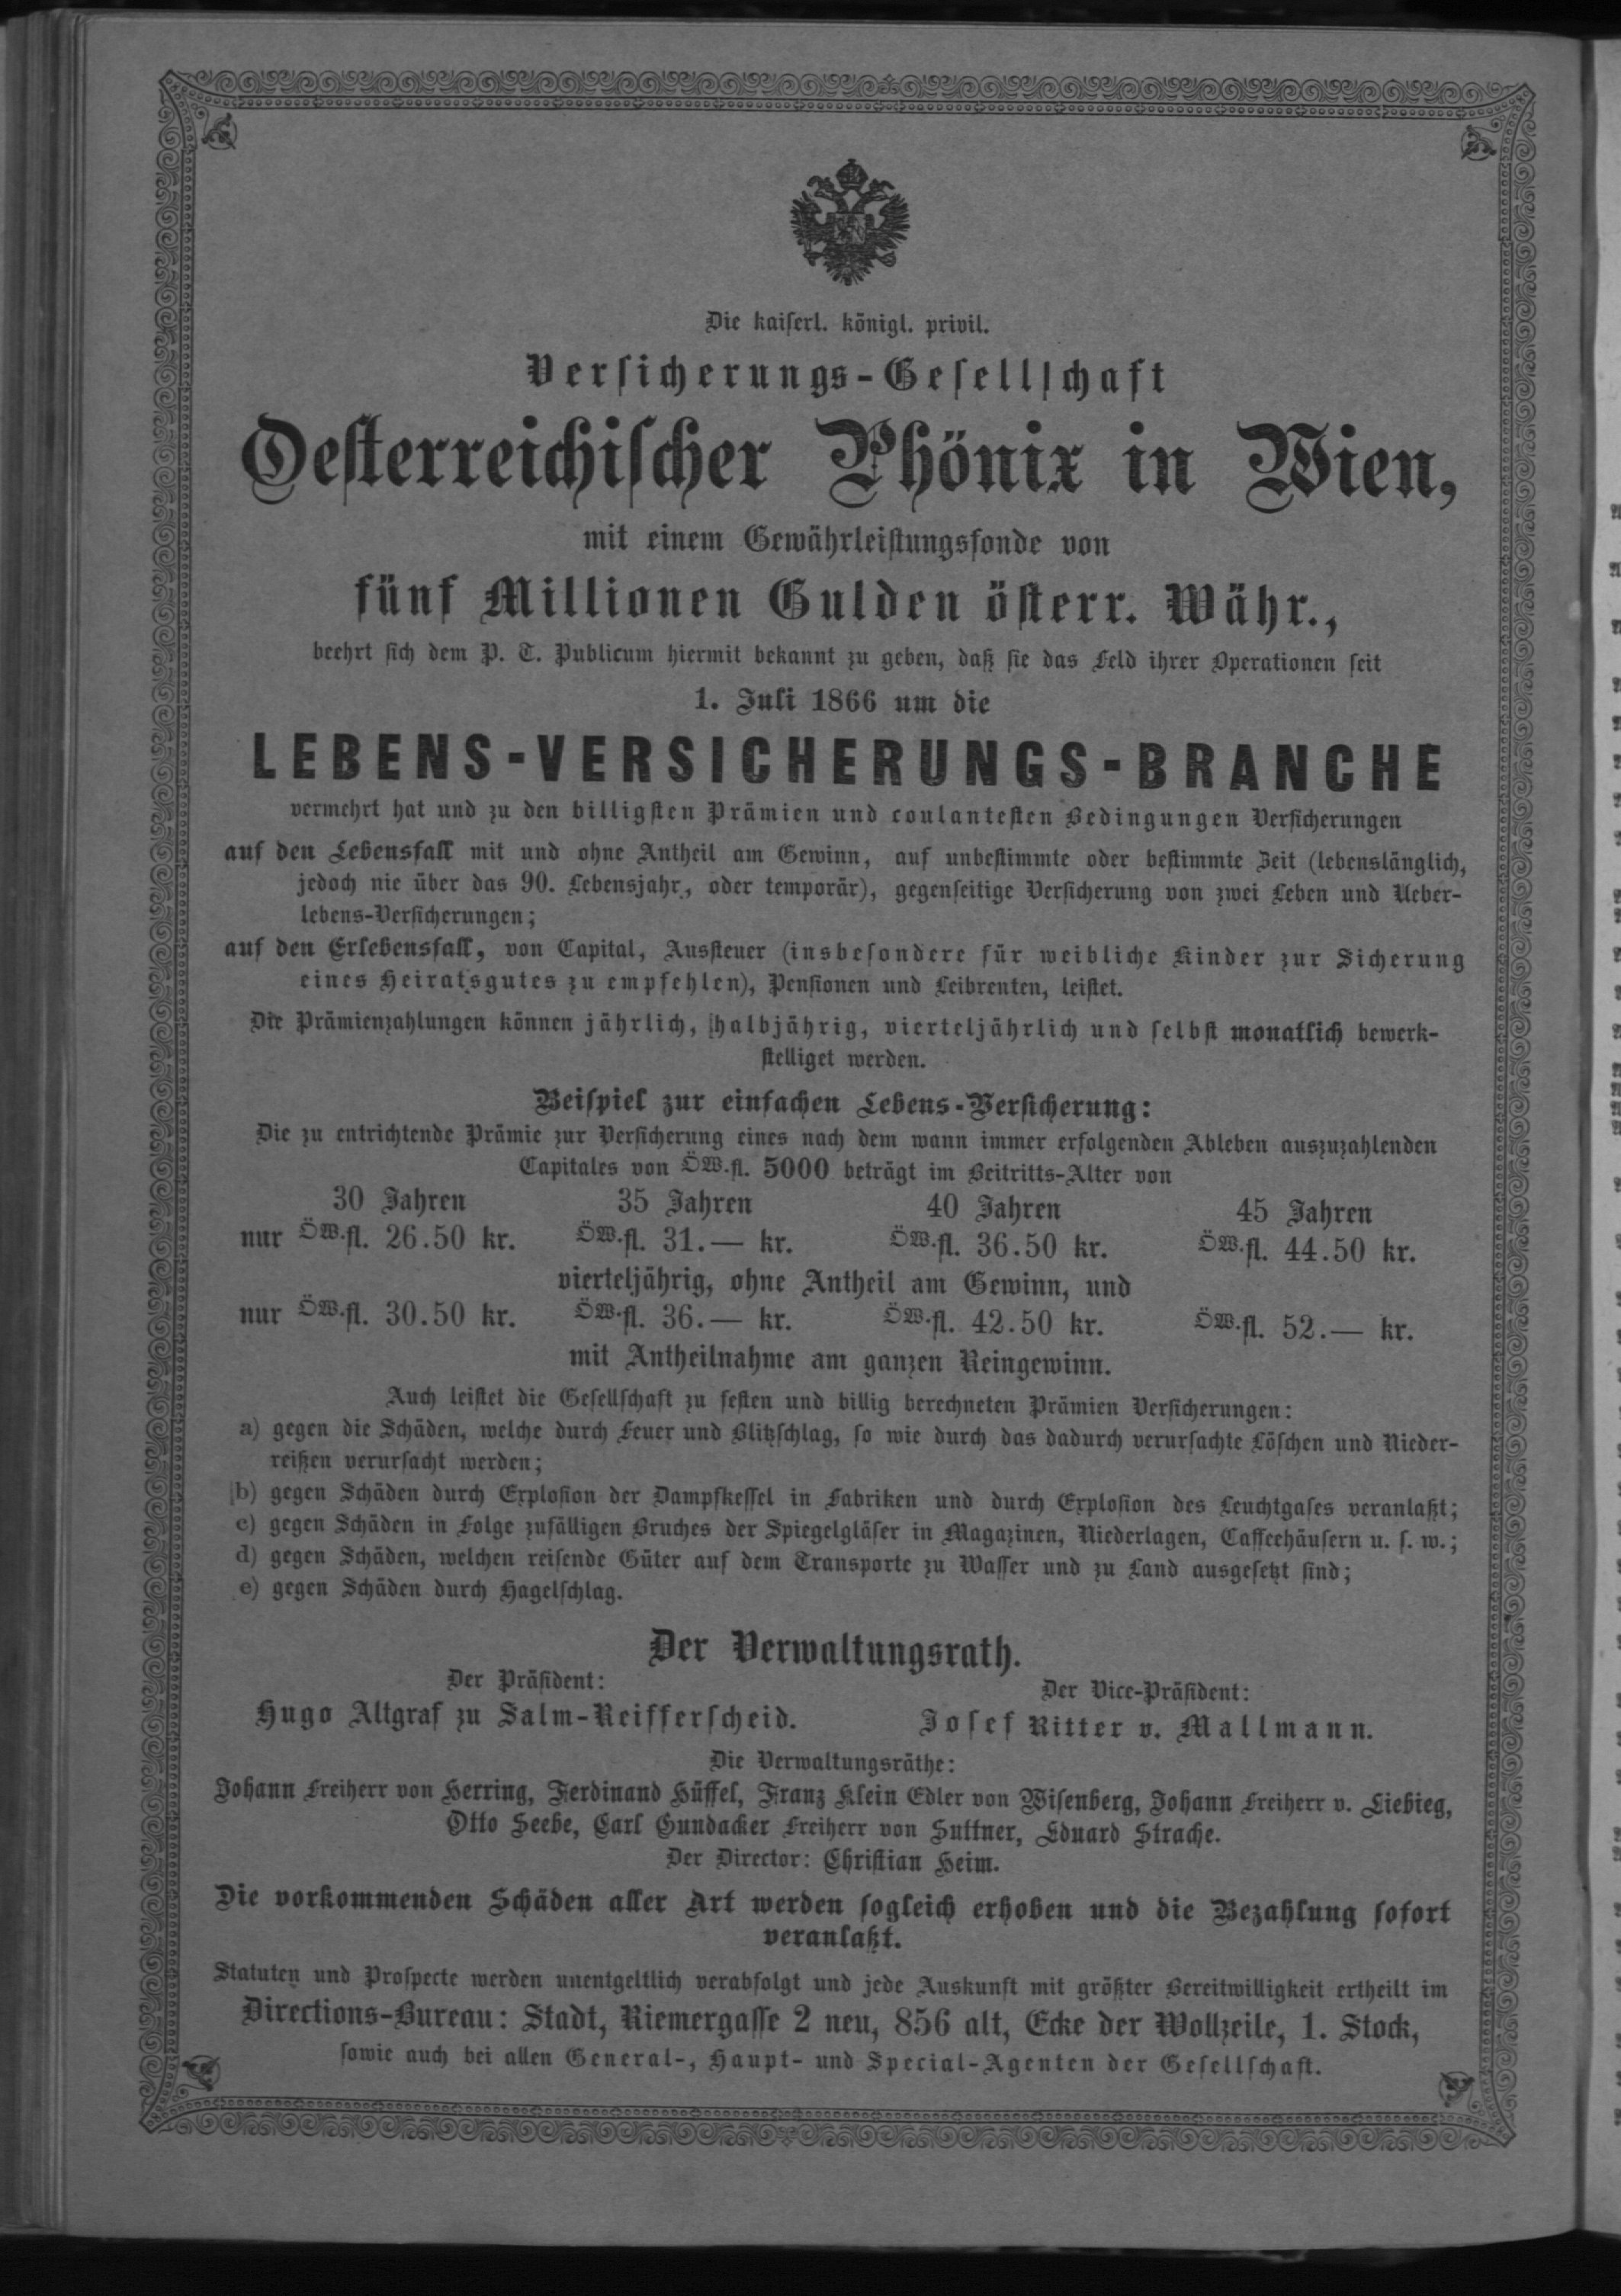 Die kaiserl. königl. privil.
Versicherungs-Gesellschaft
Oesterreichischer Phönix in Wien,
mit einem Gewährleistungsfonde von
fünf Millionen Gulden österr. Währ.,
beehrt sich dem P. T. Publicum hiermit bekannt zu geben, daß sie das Feld ihrer Operationen seit
1. Juli 1866 um die
LEBENS-VERSICHERUNGS-BRANCHE
vermehrt hat und zu den billigsten Prämien und coulantesten Bedingungen Versicherungen
auf den Lebensfall mit und ohne Antheil am Gewinn, auf unbestimmte oder bestimmte Zeit (lebenslänglich,
jedoch nie über das 90. Lebensjahr, oder temporär), gegenseitige Versicherung von zwei Leben und Ueber-
lebens-Versicherungen;
auf den Erlebensfall, von Capital, Aussteuer (insbesondere für weibliche Kinder zur Sicherung
eines Heiratsgutes zu empfehlen), Pensionen und Leibrenten, leistet.
Die Prämienzahlungen können jährlich, halbjährig, vierteljährlich und selbst monatlich bewerk-
stelliget werden.
Beispiel zur einfachen Lebens-Versicherung:
Die zu entrichtende Prämie zur Versicherung eines nach dem wann immer erfolgenden Ableben auszuzahlenden
Capitales von ÖW.fl. 5000 beträgt im Beitritts-Alter von
30 Jahren 35 Jahren 40 Jahren 45 Jahren
nur ÖW.fl. 26.50 kr. ÖW.fl. 31.— kr. ÖW.fl. 36.50 kr. ÖW.fl. 44.50 kr.
vierteljährig, ohne Antheil am Gewinn, und
nur ÖW.fl. 30.50 kr. ÖW.fl. 36.— kr. ÖW.fl. 42.50 kr. ÖW.fl. 52.— kr.
mit Antheilnahme am ganzen Reingewinn.
Auch leistet die Gesellschaft zu festen und billig berechneten Prämien Versicherungen:
a) gegen die Schäden, welche durch Feuer und Blitzschlag, so wie durch das dadurch verursachte Löschen und Nieder-
reißen verursacht werden;
b) gegen Schäden durch Explosion der Dampfkessel in Fabriken und durch Explosion des Leuchtgases veranlaßt;
c) gegen Schäden in Folge zufälligen Bruches der Spiegelgläser in Magazinen, Niederlagen, Caffeehäusern u. s. w.;
d) gegen Schäden, welchen reisende Güter auf dem Transporte zu Wasser und zu Land ausgesetzt sind;
e) gegen Schäden durch Hagelschlag.
Der Verwaltungsrath.
Der Präsident: Der Vice-Präsident:
Hugo Altgraf zu Salm-Reifferscheid. Josef Ritter v. Mallmann.
Die Verwaltungsräthe:
Johann Freiherr von Herring, Ferdinand Hüffel, Franz Klein Edler von Wisenberg, Johann Freiherr v. Liebieg,
Otto Seebe, Carl Gundacker Freiherr von Suttner, Eduard Strache.
Der Director: Christian Heim.
Die vorkommenden Schäden aller Art werden sogleich erhoben und die Bezahlung sofort
veranlaßt.
Statuten und Prospecte werden unentgeltlich verabfolgt und jede Auskunft mit größter Bereitwilligkeit ertheilt im
Directions-Bureau: Stadt, Riemergasse 2 neu, 856 alt, Ecke der Wollzeile, 1. Stock,
sowie auch bei allen General-, Haupt- und Special-Agenten der Gesellschaft.